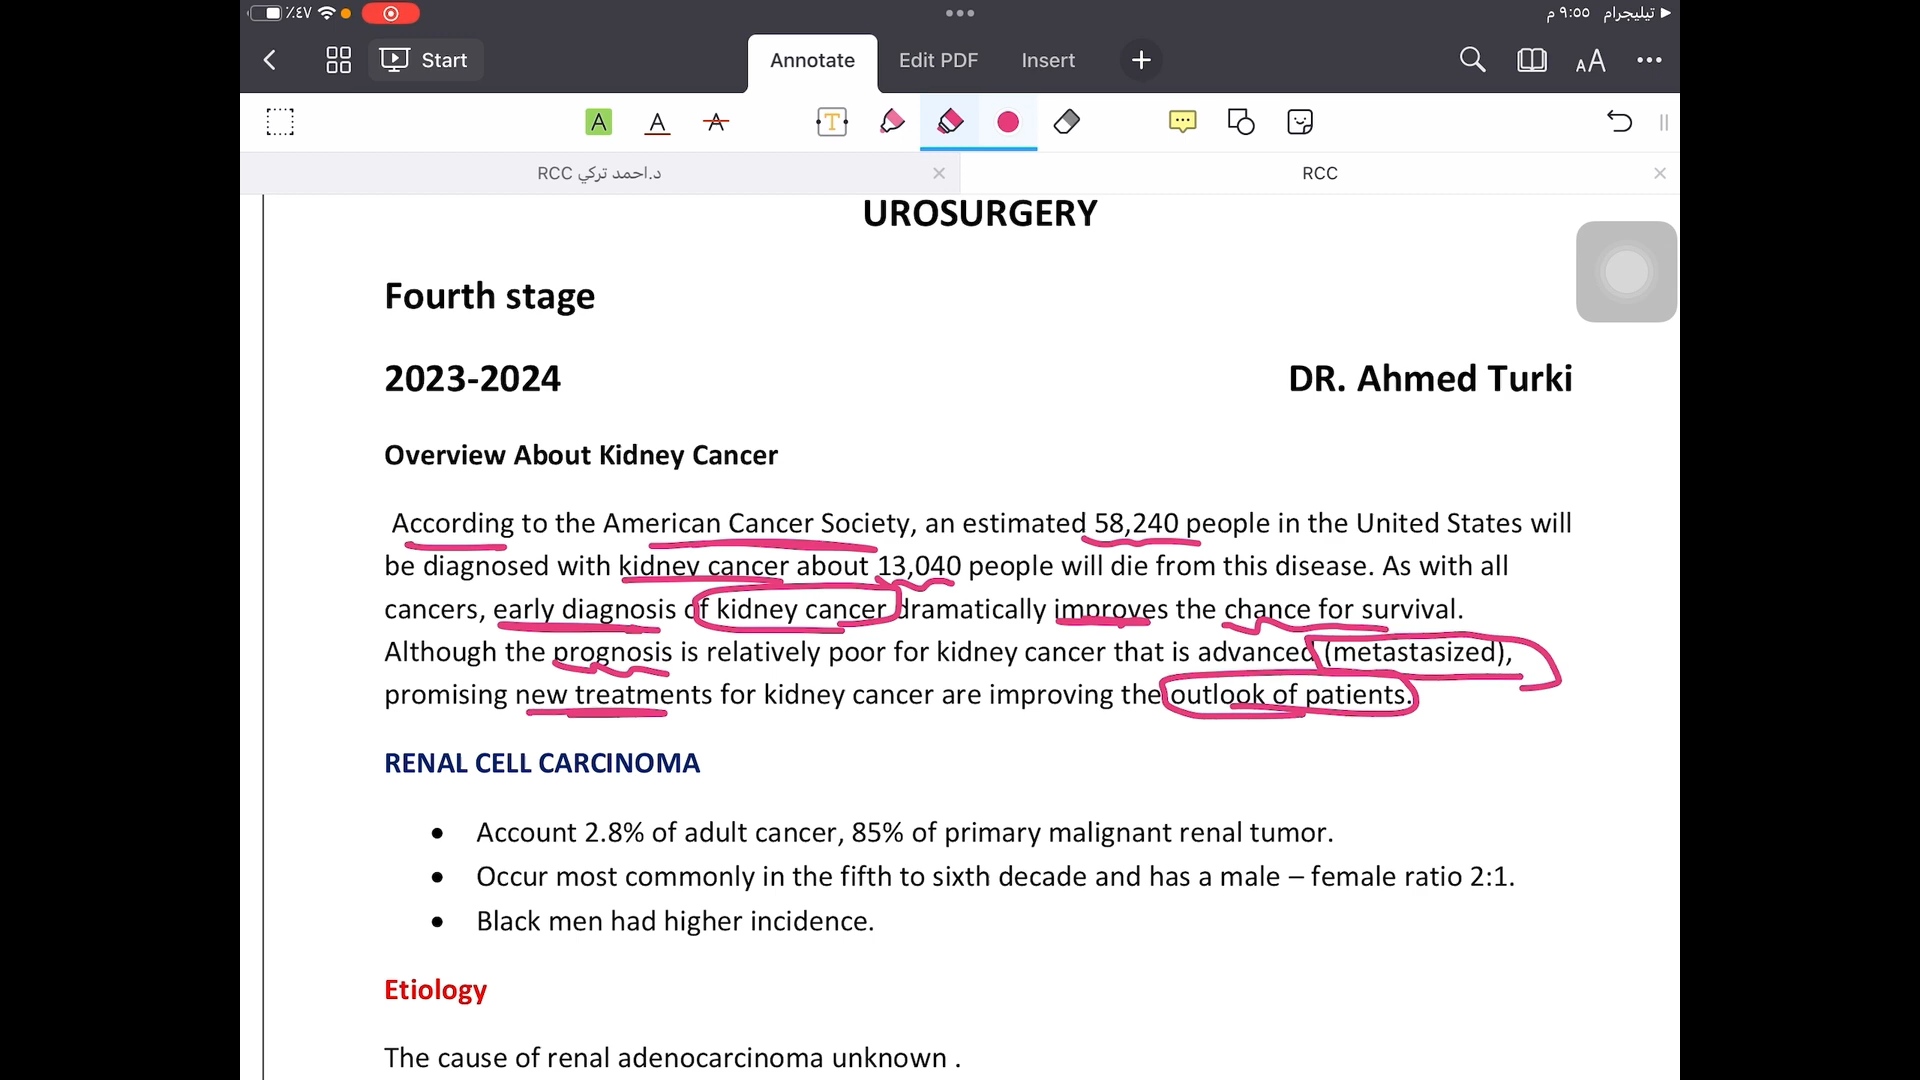 ٪٤٧
تيليجرام ٩:٥٥ م
Start
Annotate
Edit PDF
Insert
AA
A A A T
RCC د.احمد تركي
RCC
UROSURGERY
Fourth stage
2023-2024 DR. Ahmed Turki
Overview About Kidney Cancer
According to the American Cancer Society, an estimated 58,240 people in the United States will
be diagnosed with kidney cancer about 13,040 people will die from this disease. As with all
cancers, early diagnosis of kidney cancer dramatically improves the chance for survival.
Although the prognosis is relatively poor for kidney cancer that is advanced (metastasized),
promising new treatments for kidney cancer are improving the outlook of patients.
RENAL CELL CARCINOMA
• Account 2.8% of adult cancer, 85% of primary malignant renal tumor.
• Occur most commonly in the fifth to sixth decade and has a male – female ratio 2:1.
• Black men had higher incidence.
Etiology
The cause of renal adenocarcinoma unknown .